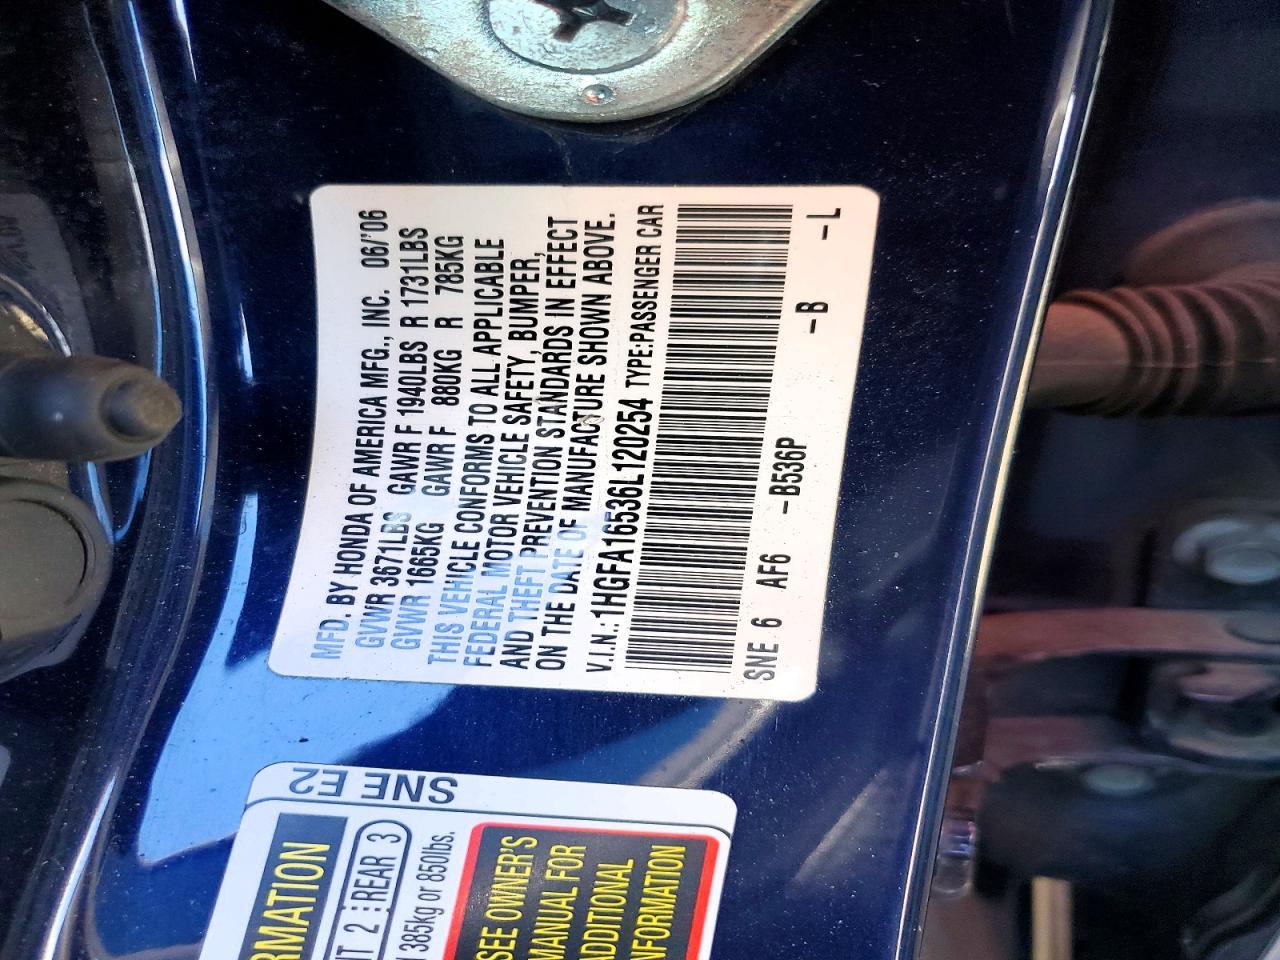 MFD. BY HONDA OF AMERICA MFG., INC. 06/'06
GVWR 3671LBS GAWR F 1940LBS R 1731LBS
GVWR 1665KG GAWR F 880KG R 785KG
THIS VEHICLE CONFORMS TO ALL APPLICABLE
FEDERAL MOTOR VEHICLE SAFETY, BUMPER,
AND THEFT PREVENTION STANDARDS IN EFFECT
ON THE DATE OF MANUFACTURE SHOWN ABOVE.
V.I.N.: 1HGFA16536L120254 TYPE:PASSENGER CAR
SNE 6 AF6 -B536P -B -L
SNE E2
RMATION
2 REAR 3
385kg or 850lbs.
SEE OWNER'S
MANUAL FOR
ADDITIONAL
INFORMATION